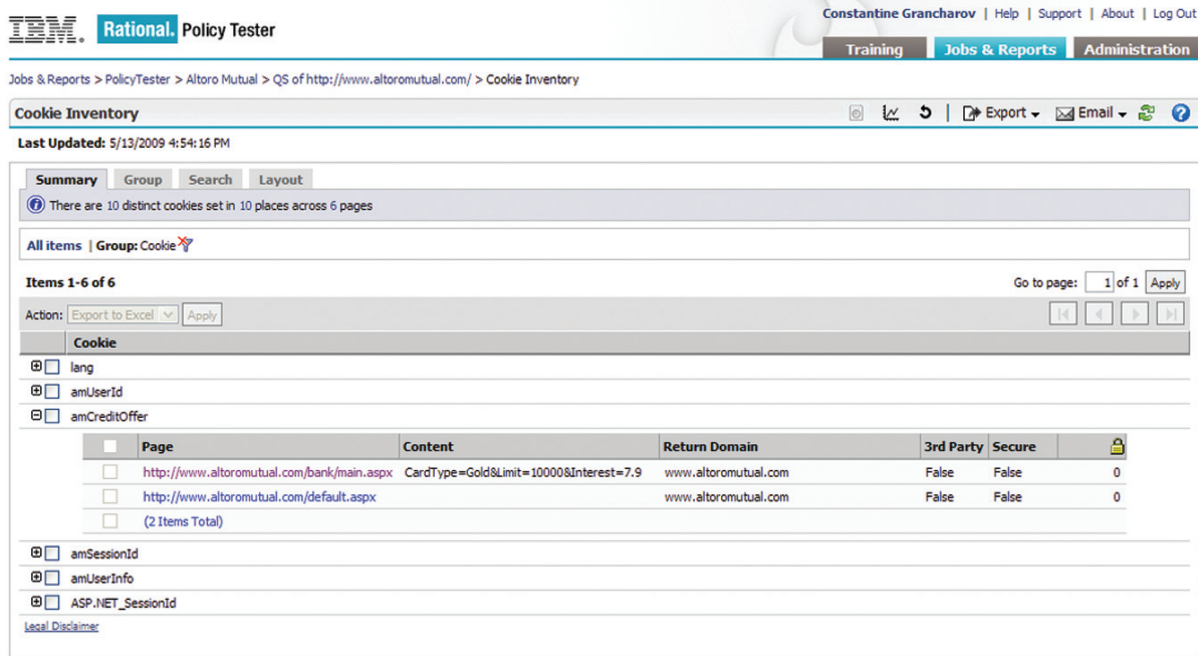 Constantine Grancharov | Help | Support | About | Log Out
IBM. Rational. Policy Tester
Training Jobs & Reports Administration
Jobs & Reports > PolicyTester > Altoro Mutual > QS of http://www.altoromutual.com/ > Cookie Inventory
Cookie Inventory Export Email
Last Updated: 5/13/2009 4:54:16 PM
Summary Group Search Layout
There are 10 distinct cookies set in 10 places across 6 pages
All items | Group: Cookie
Items 1-6 of 6 Go to page: 1 of 1 Apply
Action: Export to Excel Apply
Cookie
lang
amUserId
amCreditOffer
Page Content Return Domain 3rd Party Secure
http://www.altoromutual.com/bank/main.aspx CardType=Gold&Limit=10000&Interest=7.9 www.altoromutual.com False False 0
http://www.altoromutual.com/default.aspx www.altoromutual.com False False 0
(2 Items Total)
amSessionId
amUserInfo
ASP.NET_SessionId
Legal Disclaimer